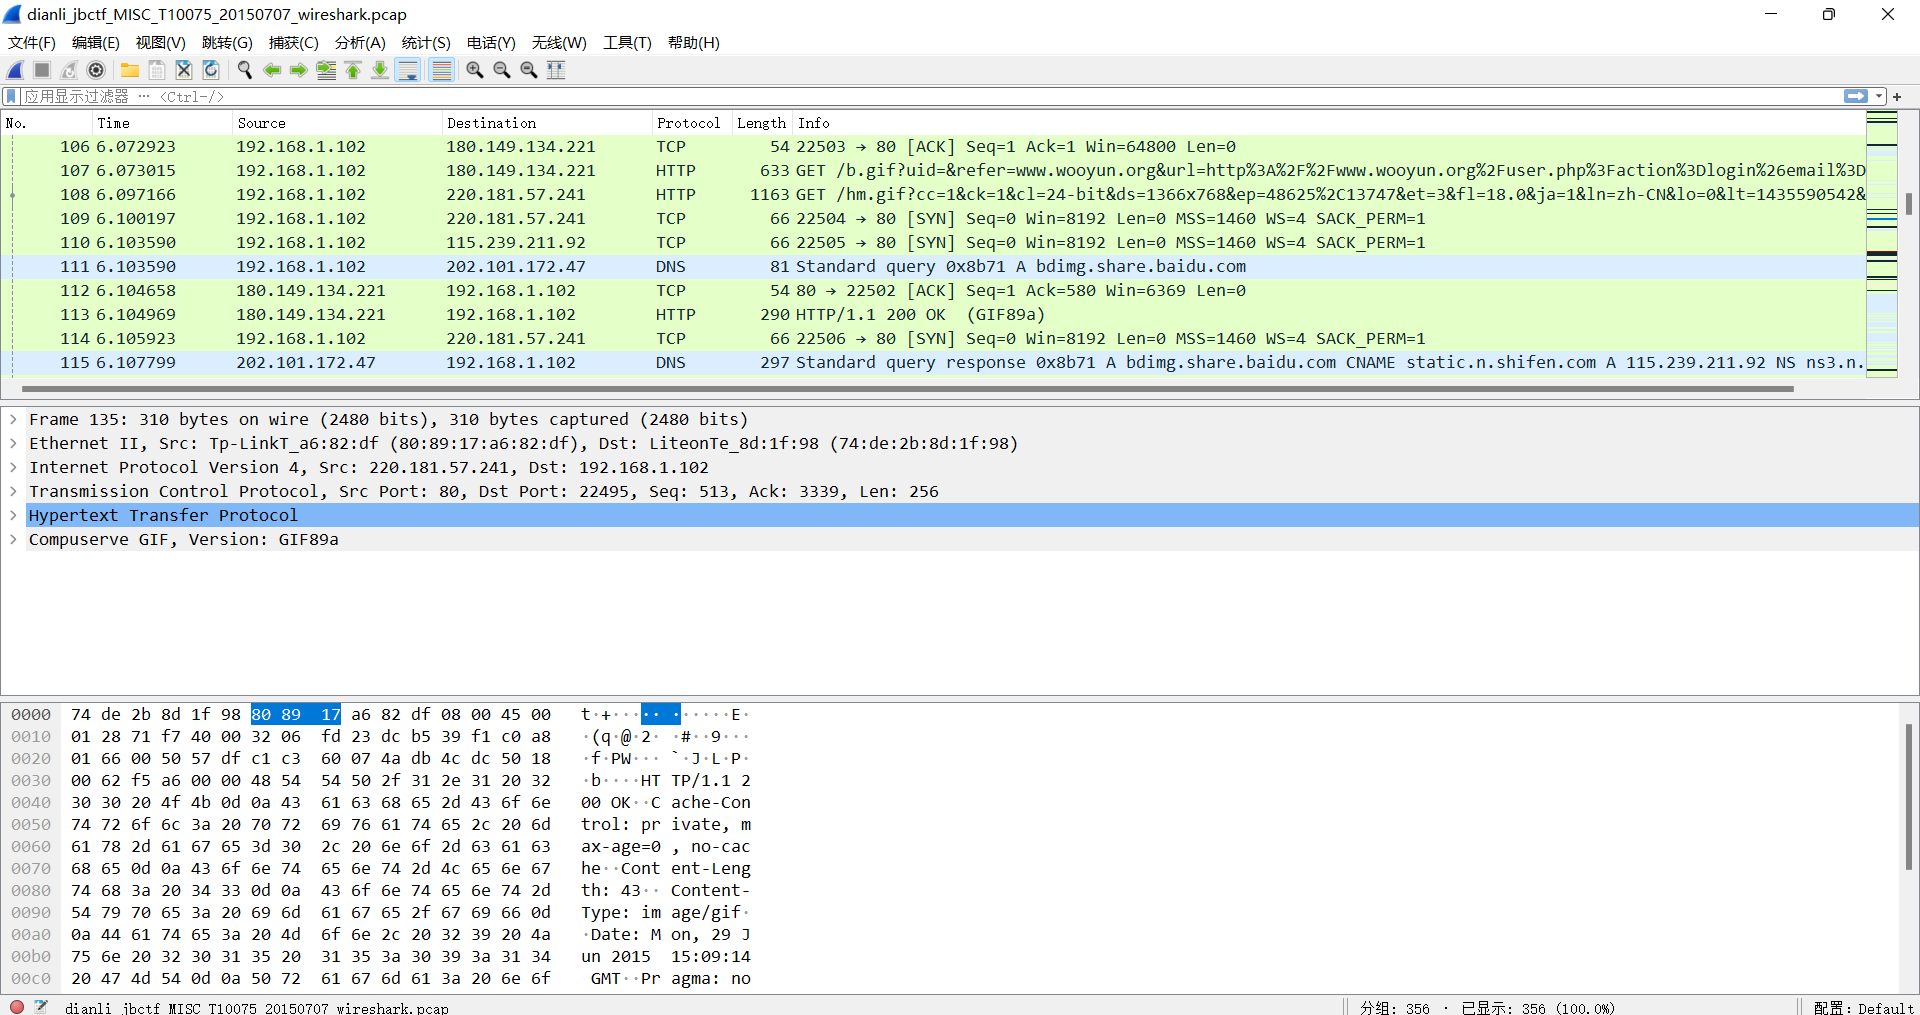 dianli_jbctf_MISC_T10075_20150707_wireshark.pcap
文件(F) 编辑(E) 视图(V) 跳转(G) 捕获(C) 分析(A) 统计(S) 电话(Y) 无线(W) 工具(T) 帮助(H)
应用显示过滤器 … <Ctrl-/>
No. Time Source Destination Protocol Length Info
106 6.072923 192.168.1.102 180.149.134.221 TCP 54 22503 → 80 [ACK] Seq=1 Ack=1 Win=64800 Len=0
107 6.073015 192.168.1.102 180.149.134.221 HTTP 633 GET /b.gif?uid=&refer=www.wooyun.org&url=http%3A%2F%2Fwww.wooyun.org%2Fuser.php%3Faction%3Dlogin%26email%3D
108 6.097166 192.168.1.102 220.181.57.241 HTTP 1163 GET /hm.gif?cc=1&ck=1&cl=24-bit&ds=1366x768&ep=48625%2C13747&et=3&fl=18.0&ja=1&ln=zh-CN&lo=0&lt=1435590542&
109 6.100197 192.168.1.102 220.181.57.241 TCP 66 22504 → 80 [SYN] Seq=0 Win=8192 Len=0 MSS=1460 WS=4 SACK_PERM=1
110 6.103590 192.168.1.102 115.239.211.92 TCP 66 22505 → 80 [SYN] Seq=0 Win=8192 Len=0 MSS=1460 WS=4 SACK_PERM=1
111 6.103590 192.168.1.102 202.101.172.47 DNS 81 Standard query 0x8b71 A bdimg.share.baidu.com
112 6.104658 180.149.134.221 192.168.1.102 TCP 54 80 → 22502 [ACK] Seq=1 Ack=580 Win=6369 Len=0
113 6.104969 180.149.134.221 192.168.1.102 HTTP 290 HTTP/1.1 200 OK  (GIF89a)
114 6.105923 192.168.1.102 220.181.57.241 TCP 66 22506 → 80 [SYN] Seq=0 Win=8192 Len=0 MSS=1460 WS=4 SACK_PERM=1
115 6.107799 202.101.172.47 192.168.1.102 DNS 297 Standard query response 0x8b71 A bdimg.share.baidu.com CNAME static.n.shifen.com A 115.239.211.92 NS ns3.n.
Frame 135: 310 bytes on wire (2480 bits), 310 bytes captured (2480 bits)
Ethernet II, Src: Tp-LinkT_a6:82:df (80:89:17:a6:82:df), Dst: LiteonTe_8d:1f:98 (74:de:2b:8d:1f:98)
Internet Protocol Version 4, Src: 220.181.57.241, Dst: 192.168.1.102
Transmission Control Protocol, Src Port: 80, Dst Port: 22495, Seq: 513, Ack: 3339, Len: 256
Hypertext Transfer Protocol
Compuserve GIF, Version: GIF89a
0000 74 de 2b 8d 1f 98 80 89 17 a6 82 df 08 00 45 00 t·+··· ·· ·······E·
0010 01 28 71 f7 40 00 32 06 fd 23 dc b5 39 f1 c0 a8 ·(q·@·2· ·#··9···
0020 01 66 00 50 57 df c1 c3 60 07 4a db 4c dc 50 18 ·f·PW··· `·J·L·P·
0030 00 62 f5 a6 00 00 48 54 54 50 2f 31 2e 31 20 32 ·b····HT TP/1.1 2
0040 30 30 20 4f 4b 0d 0a 43 61 63 68 65 2d 43 6f 6e 00 OK··C ache-Con
0050 74 72 6f 6c 3a 20 70 72 69 76 61 74 65 2c 20 6d trol: pr ivate, m
0060 61 78 2d 61 67 65 3d 30 2c 20 6e 6f 2d 63 61 63 ax-age=0 , no-cac
0070 68 65 0d 0a 43 6f 6e 74 65 6e 74 2d 4c 65 6e 67 he··Cont ent-Leng
0080 74 68 3a 20 34 33 0d 0a 43 6f 6e 74 65 6e 74 2d th: 43·· Content-
0090 54 79 70 65 3a 20 69 6d 61 67 65 2f 67 69 66 0d Type: im age/gif·
00a0 0a 44 61 74 65 3a 20 4d 6f 6e 2c 20 32 39 20 4a ·Date: M on, 29 J
00b0 75 6e 20 32 30 31 35 20 31 35 3a 30 39 3a 31 34 un 2015  15:09:14
00c0 20 47 4d 54 0d 0a 50 72 61 67 6d 61 3a 20 6e 6f GMT··Pr agma: no
dianli_jbctf_MISC_T10075_20150707_wireshark.pcap 分组: 356 · 已显示: 356 (100.0%) 配置: Default